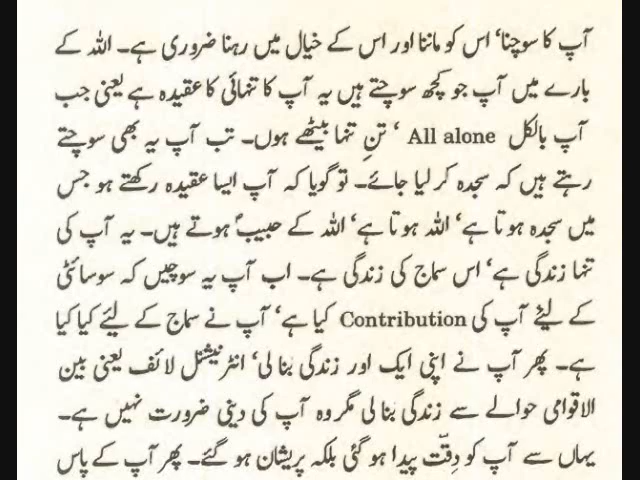 آپ کا سوچنا‘ اس کو ماننا اور اس کے خیال میں رہنا ضروری ہے۔ اللہ کے
بارے میں آپ جو کچھ سوچتے ہیں یہ آپ کا تنہائی کا عقیدہ ہے یعنی جب
آپ بالکل All alone ‘ تنِ تنہا بیٹھے ہوں۔ تب آپ یہ بھی سوچتے
رہتے ہیں کہ سجدہ کر لیا جائے۔ تو گویا کہ آپ ایسا عقیدہ رکھتے ہو جس
میں سجدہ ہوتا ہے‘ اللہ ہوتا ہے‘ اللہ کے حبیبؐ ہوتے ہیں۔ یہ آپ کی
تنہا زندگی ہے‘ اس سماج کی زندگی ہے۔ اب آپ یہ سوچیں کہ سوسائٹی
کے لیئے آپ کی Contribution کیا ہے‘ آپ نے سماج کے لیئے کیا کیا
ہے۔ پھر آپ نے اپنی ایک اور زندگی بنا لی‘ انٹرنیشنل لائف یعنی بین
الاقوامی حوالے سے زندگی بنا لی مگر وہ آپ کی دینی ضرورت نہیں ہے۔
یہاں سے آپ کو دِقّت پیدا ہو گئی بلکہ پریشان ہو گئے۔ پھر آپ کے پاس